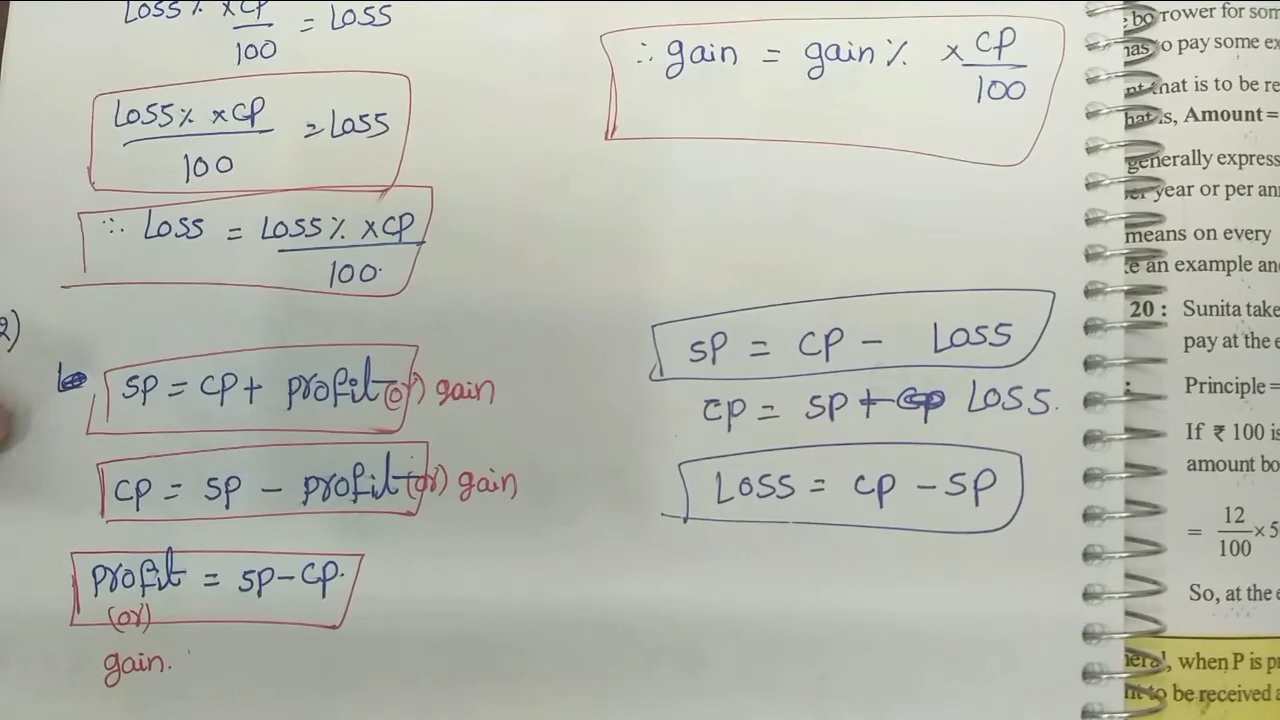 Loss % × CP = Loss
100
Loss % × CP = Loss
100
∴ Loss = Loss % × CP
100.
2)
SP = CP + profit (or) gain
CP = SP - profit (or) gain
profit = SP - CP.
(or)
gain.
∴ gain = gain % × CP
100
SP = CP - Loss
CP = SP + Loss.
Loss = CP - SP
rower for som
o pay some ex
that is to be re
s, Amount =
generally express
year or per an
means on every
an example an
20 : Sunita take
pay at the e
: Principle =
If ₹ 100 is
amount bo
= 12 × 5
100
So, at the e
, when P is p
to be received a